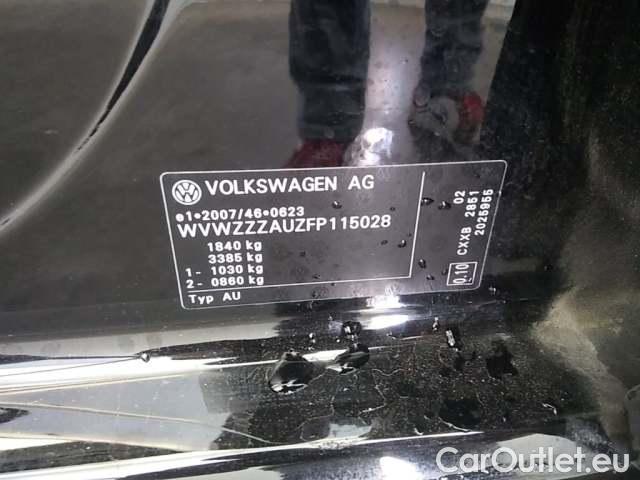 VOLKSWAGEN AG
e1*2007/46*0623
WVWZZZAUZFP115028
1840 kg
3385 kg
1 - 1030 kg
2 - 0860 kg
Typ AU
02
CXXB 2851
2025955
0.10
CarOutlet.eu